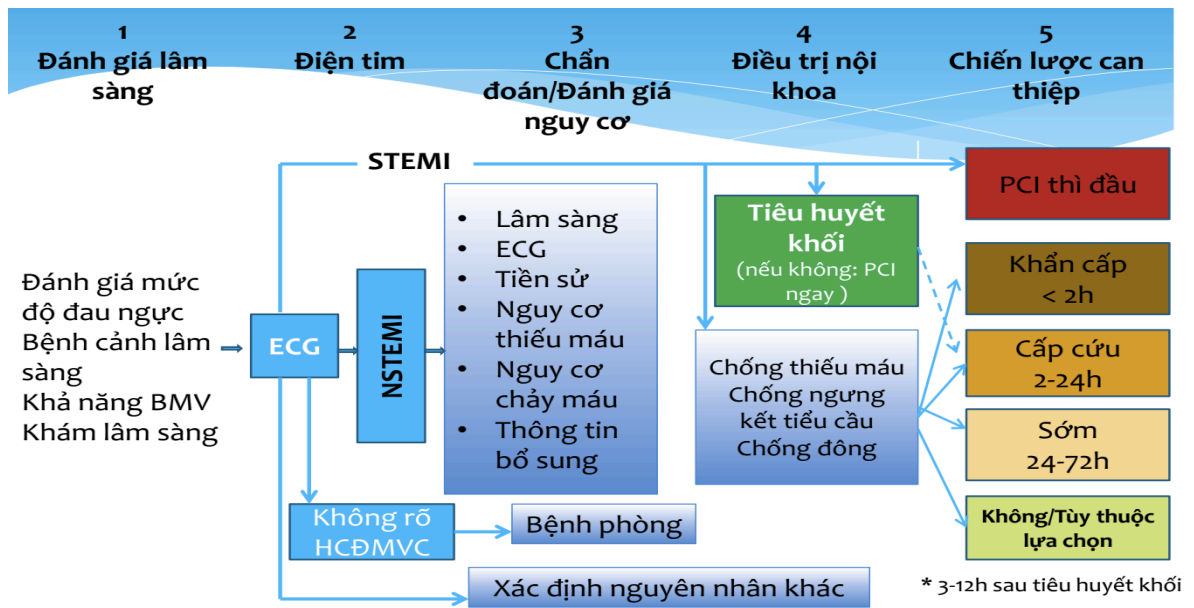 1
Đánh giá lâm
sàng
2
Điện tim
3
Chẩn
đoán/Đánh giá
nguy cơ
4
Điều trị nội
khoa
5
Chiến lược can
thiệp
STEMI
PCI thì đầu
Tiêu huyết
khối
(nếu không: PCI
ngay )
Khẩn cấp
< 2h
Đánh giá mức
độ đau ngực
Bệnh cảnh lâm
sàng
Khả năng BMV
Khám lâm sàng
ECG
NSTEMI
• Lâm sàng
• ECG
• Tiền sử
• Nguy cơ
thiếu máu
• Nguy cơ
chảy máu
• Thông tin
bổ sung
Chống thiếu máu
Chống ngưng
kết tiểu cầu
Chống đông
Cấp cứu
2-24h
Sớm
24-72h
Không/Tùy thuộc
lựa chọn
Không rõ
HCĐMVC
Bệnh phòng
Xác định nguyên nhân khác
* 3-12h sau tiêu huyết khối